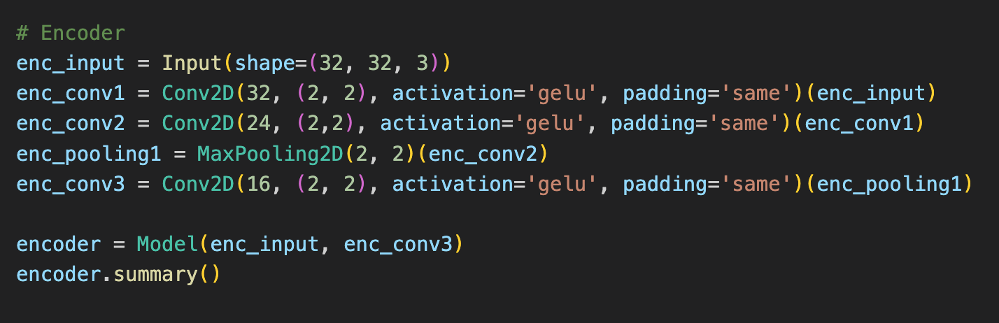 # Encoder
enc_input = Input(shape=(32, 32, 3))
enc_conv1 = Conv2D(32, (2, 2), activation='gelu', padding='same')(enc_input)
enc_conv2 = Conv2D(24, (2,2), activation='gelu', padding='same')(enc_conv1)
enc_pooling1 = MaxPooling2D(2, 2)(enc_conv2)
enc_conv3 = Conv2D(16, (2, 2), activation='gelu', padding='same')(enc_pooling1)
encoder = Model(enc_input, enc_conv3)
encoder.summary()